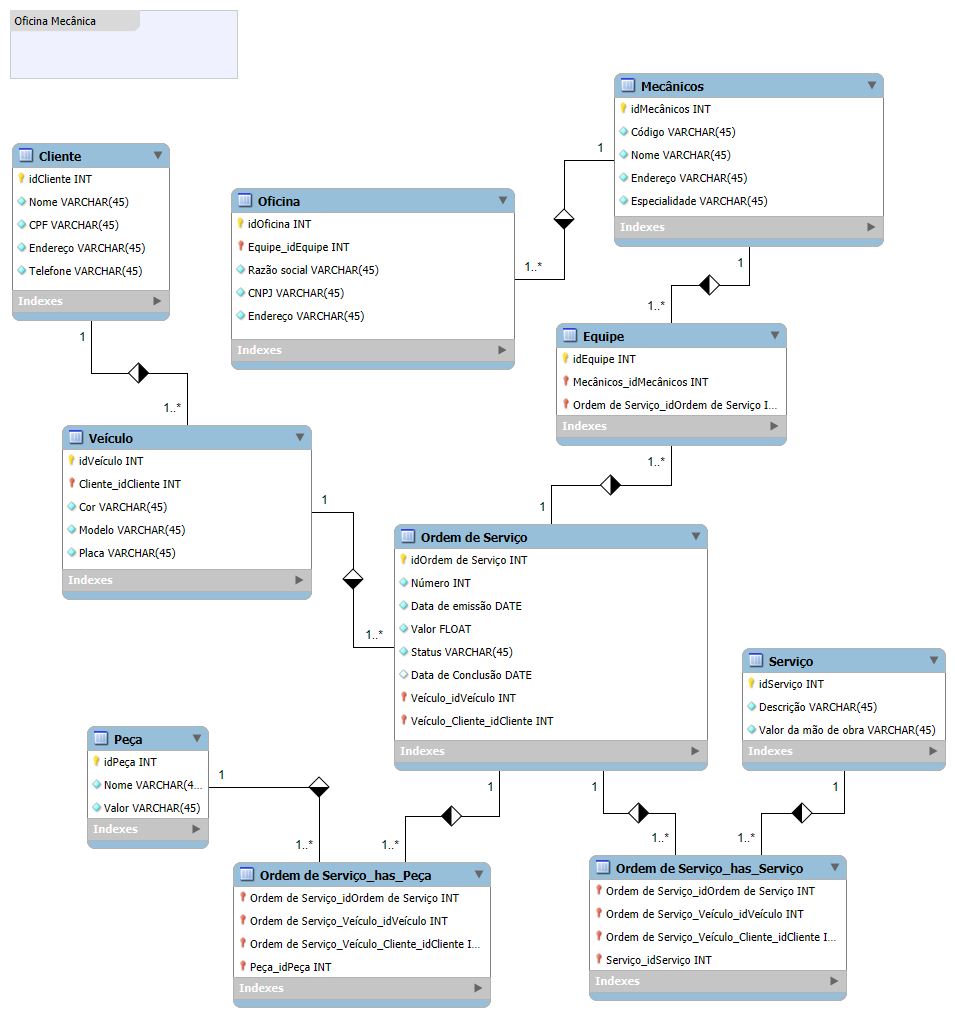 Oficina Mecânica
Mecânicos
idMecânicos INT
Código VARCHAR(45)
Nome VARCHAR(45)
Endereço VARCHAR(45)
Especialidade VARCHAR(45)
Indexes
Cliente
idCliente INT
Nome VARCHAR(45)
CPF VARCHAR(45)
Endereço VARCHAR(45)
Telefone VARCHAR(45)
Indexes
Oficina
idOficina INT
Equipe_idEquipe INT
Razão social VARCHAR(45)
CNPJ VARCHAR(45)
Endereço VARCHAR(45)
Indexes
1
1..*
1
1..*
Equipe
idEquipe INT
Mecânicos_idMecânicos INT
Ordem de Serviço_idOrdem de Serviço I...
Indexes
1
1..*
Veículo
idVeículo INT
Cliente_idCliente INT
Cor VARCHAR(45)
Modelo VARCHAR(45)
Placa VARCHAR(45)
Indexes
1..*
1
1
1..*
Ordem de Serviço
idOrdem de Serviço INT
Número INT
Data de emissão DATE
Valor FLOAT
Status VARCHAR(45)
Data de Conclusão DATE
Veículo_idVeículo INT
Veículo_Cliente_idCliente INT
Indexes
Serviço
idServiço INT
Descrição VARCHAR(45)
Valor da mão de obra VARCHAR(45)
Indexes
Peça
idPeça INT
Nome VARCHAR(4...
Valor VARCHAR(45)
Indexes
1
1..*
1
1..*
1
1..*
1
1..*
Ordem de Serviço_has_Peça
Ordem de Serviço_idOrdem de Serviço INT
Ordem de Serviço_Veículo_idVeículo INT
Ordem de Serviço_Veículo_Cliente_idCliente I...
Peça_idPeça INT
Indexes
Ordem de Serviço_has_Serviço
Ordem de Serviço_idOrdem de Serviço INT
Ordem de Serviço_Veículo_idVeículo INT
Ordem de Serviço_Veículo_Cliente_idCliente I...
Serviço_idServiço INT
Indexes